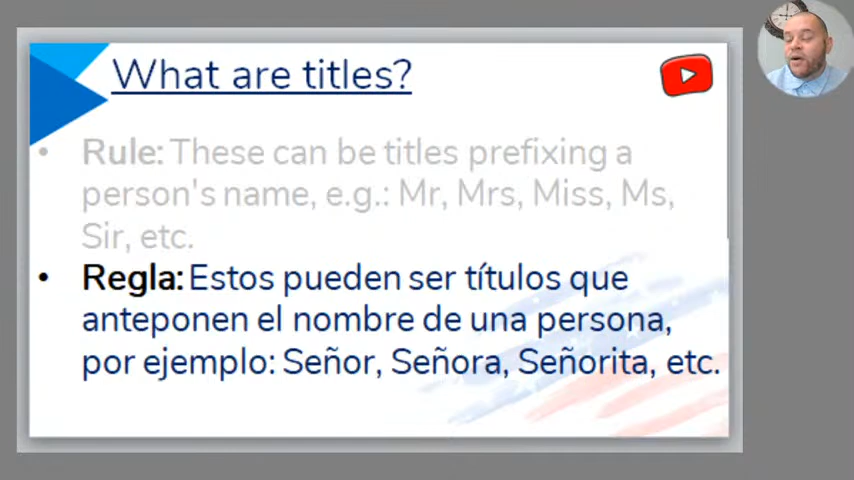 What are titles?
• Rule: These can be titles prefixing a
person's name, e.g.: Mr, Mrs, Miss, Ms,
Sir, etc.
• Regla: Estos pueden ser títulos que
anteponen el nombre de una persona,
por ejemplo: Señor, Señora, Señorita, etc.